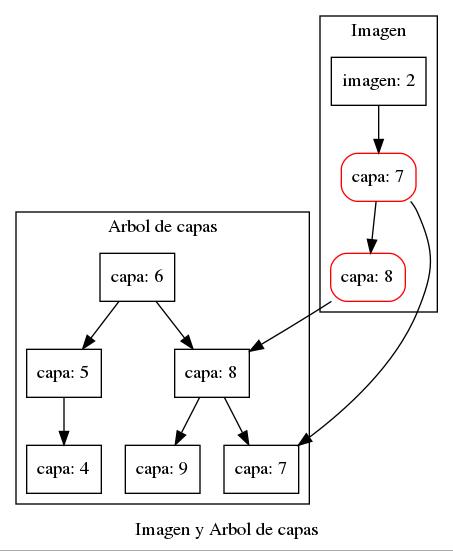 Imagen
imagen: 2
capa: 7
capa: 8
Arbol de capas
capa: 6
capa: 5
capa: 8
capa: 4
capa: 9
capa: 7
Imagen y Arbol de capas